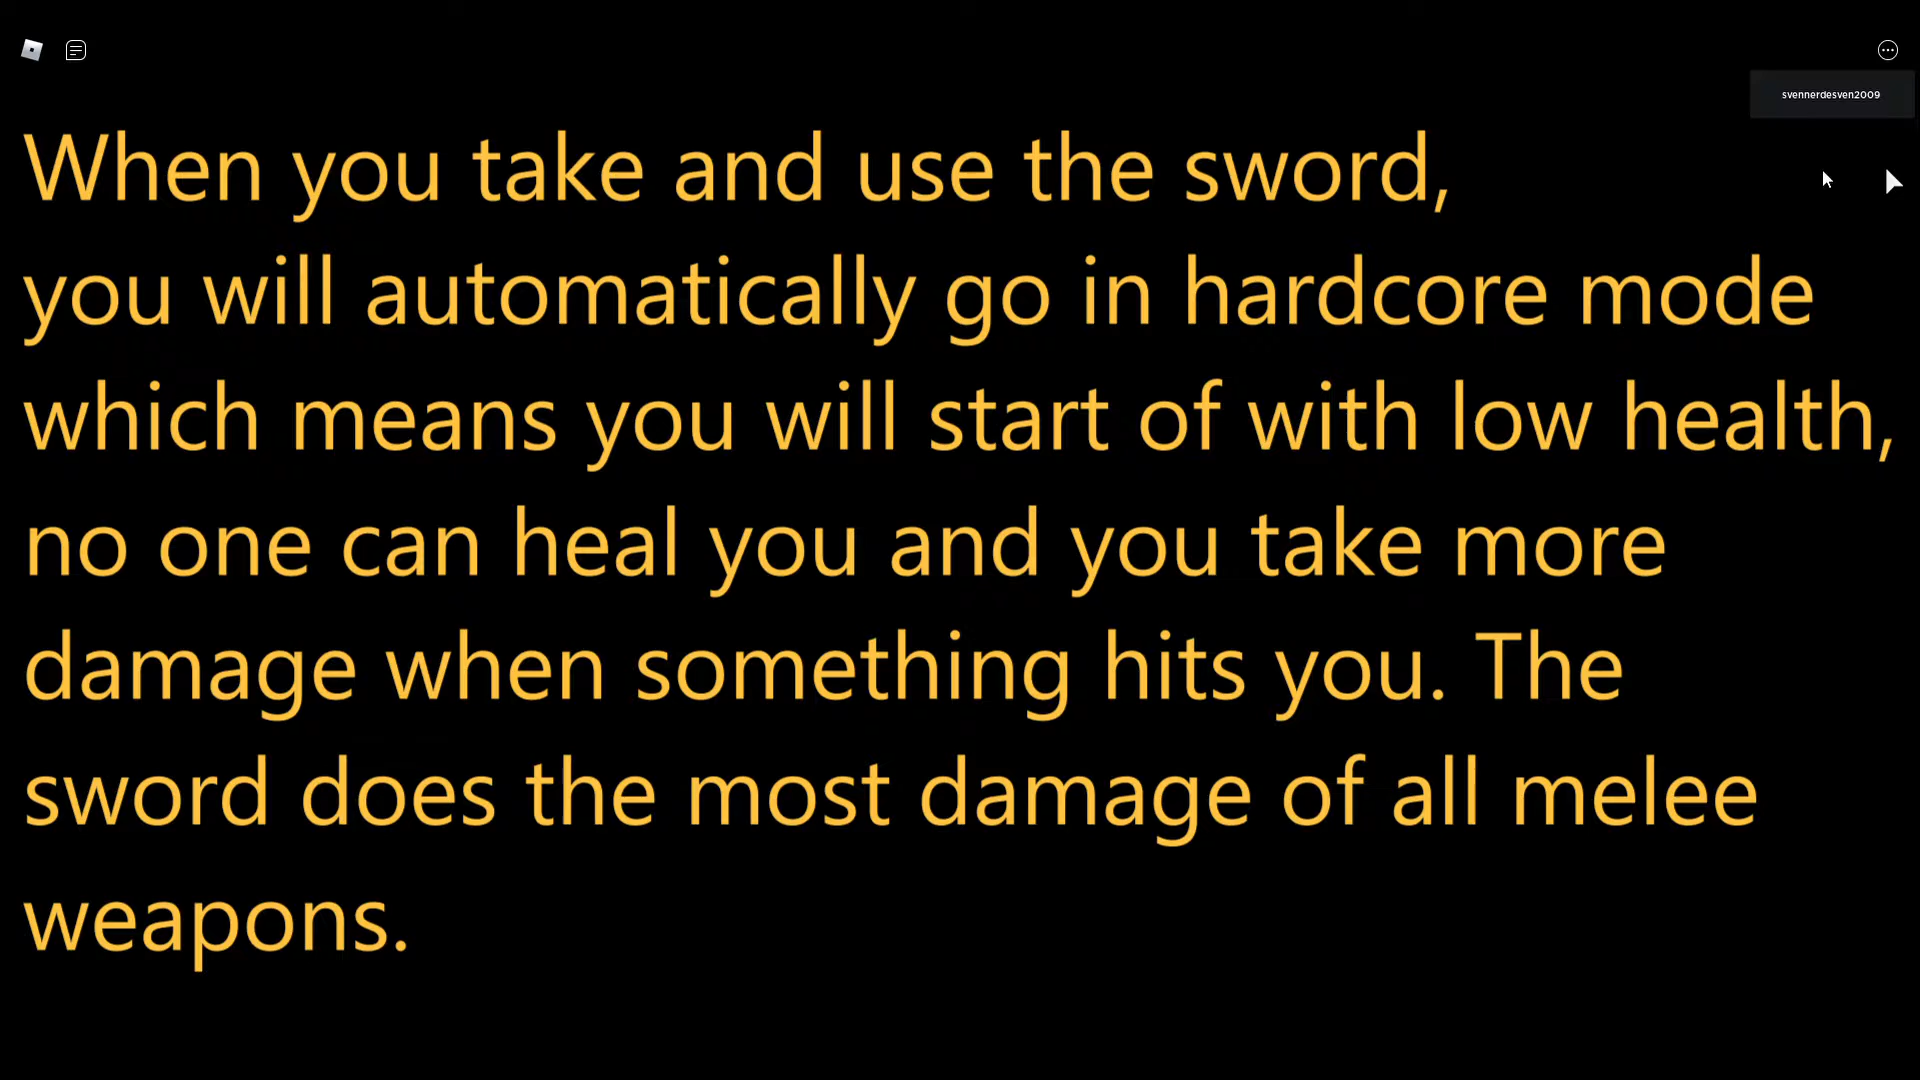 svennerdesven2009
When you take and use the sword,
you will automatically go in hardcore mode
which means you will start of with low health,
no one can heal you and you take more
damage when something hits you. The
sword does the most damage of all melee
weapons.